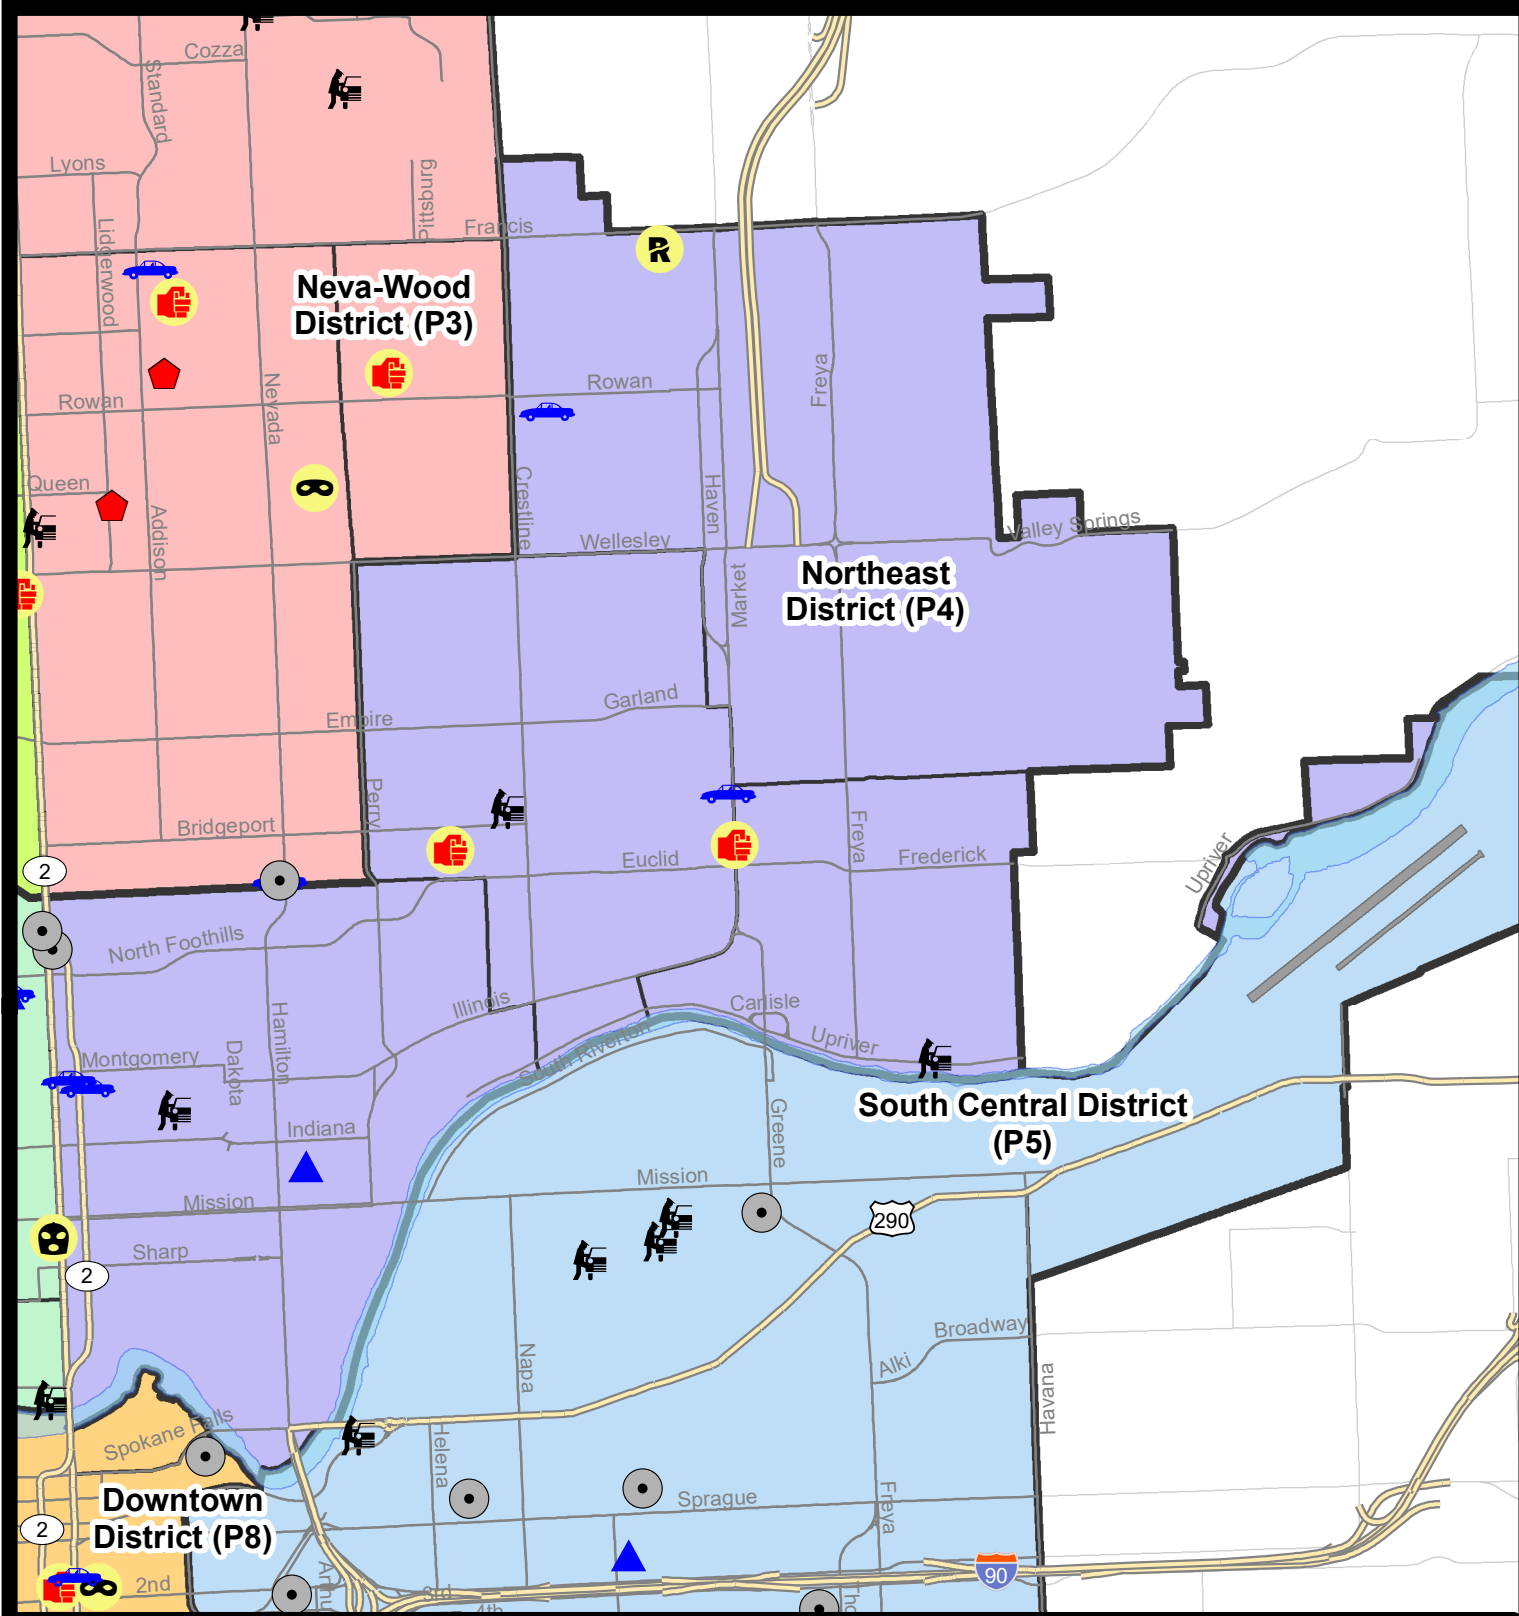 Cozza
Standard
Lyons
Pittsburg
Lidgerwood
Francis
R
Neva-Wood
District (P3)
Rowan
Freya
Rowan
Nevada
Queen
Crestline
Haven
Addison
Valley Springs
Wellesley
Market
Northeast
District (P4)
Garland
Empire
Perry
Bridgeport
Freya
Euclid
Frederick
Upriver
2
North Foothills
Illinois
Carlisle
Hamilton
Upriver
South Riverton
Montgomery
Dakota
South Central District
(P5)
Greene
Indiana
Mission
Mission
290
Sharp
2
Broadway
Napa
Alki
Havana
Spokane Falls
Helena
Downtown
District (P8)
Sprague
Freya
2
2nd
3rd
4th
90